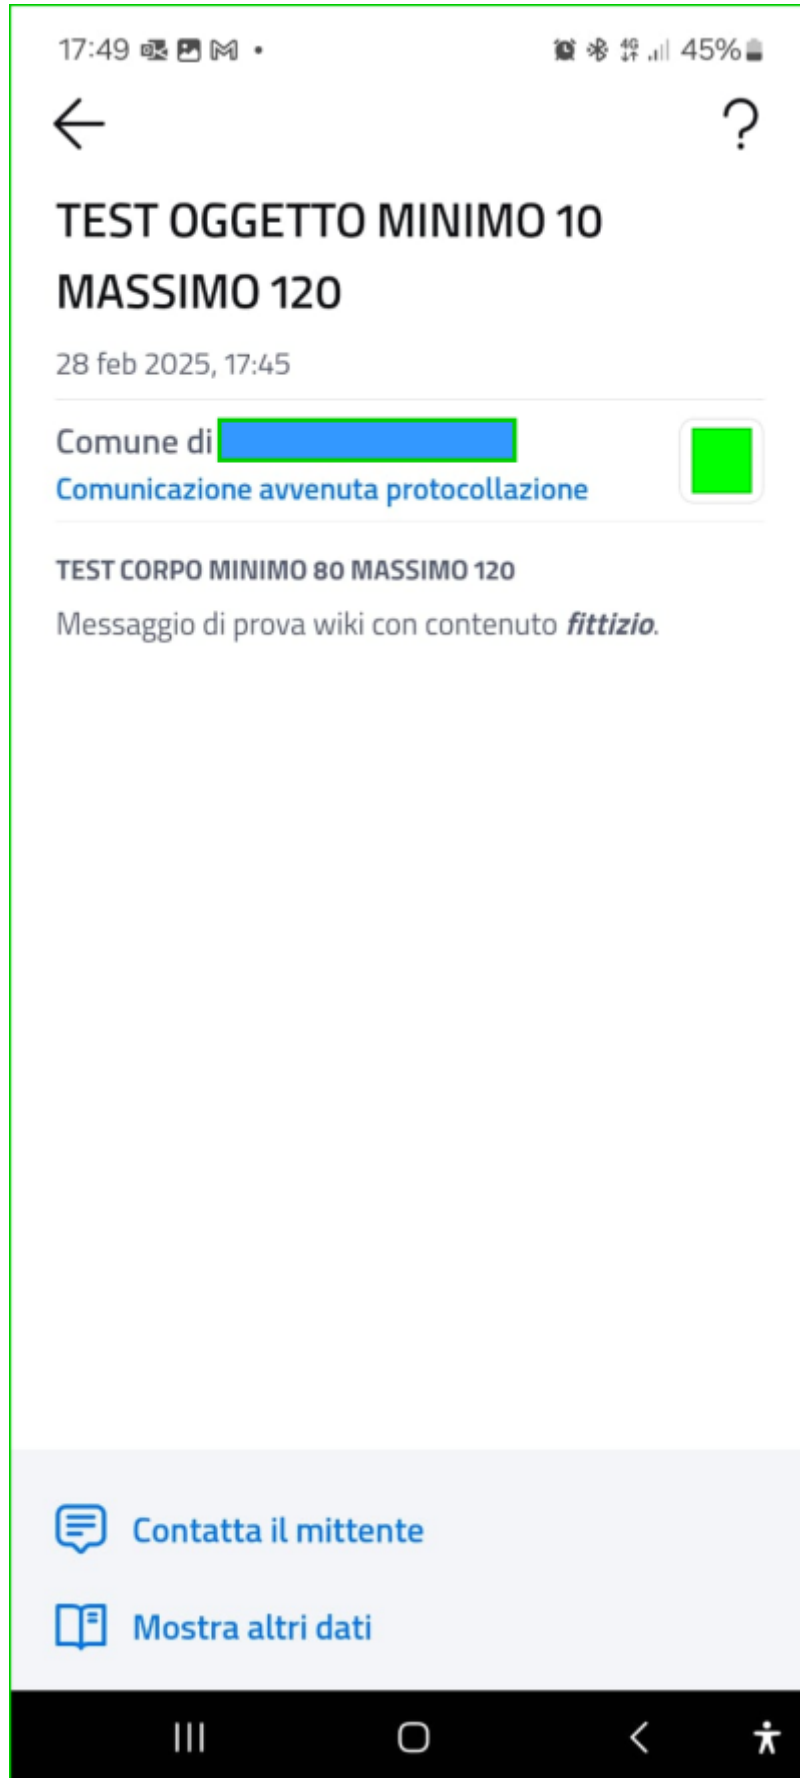 17:49 4G 45%
TEST OGGETTO MINIMO 10
MASSIMO 120
28 feb 2025, 17:45
Comune di
Comunicazione avvenuta protocollazione
TEST CORPO MINIMO 80 MASSIMO 120
Messaggio di prova wiki con contenuto fittizio.
Contatta il mittente
Mostra altri dati